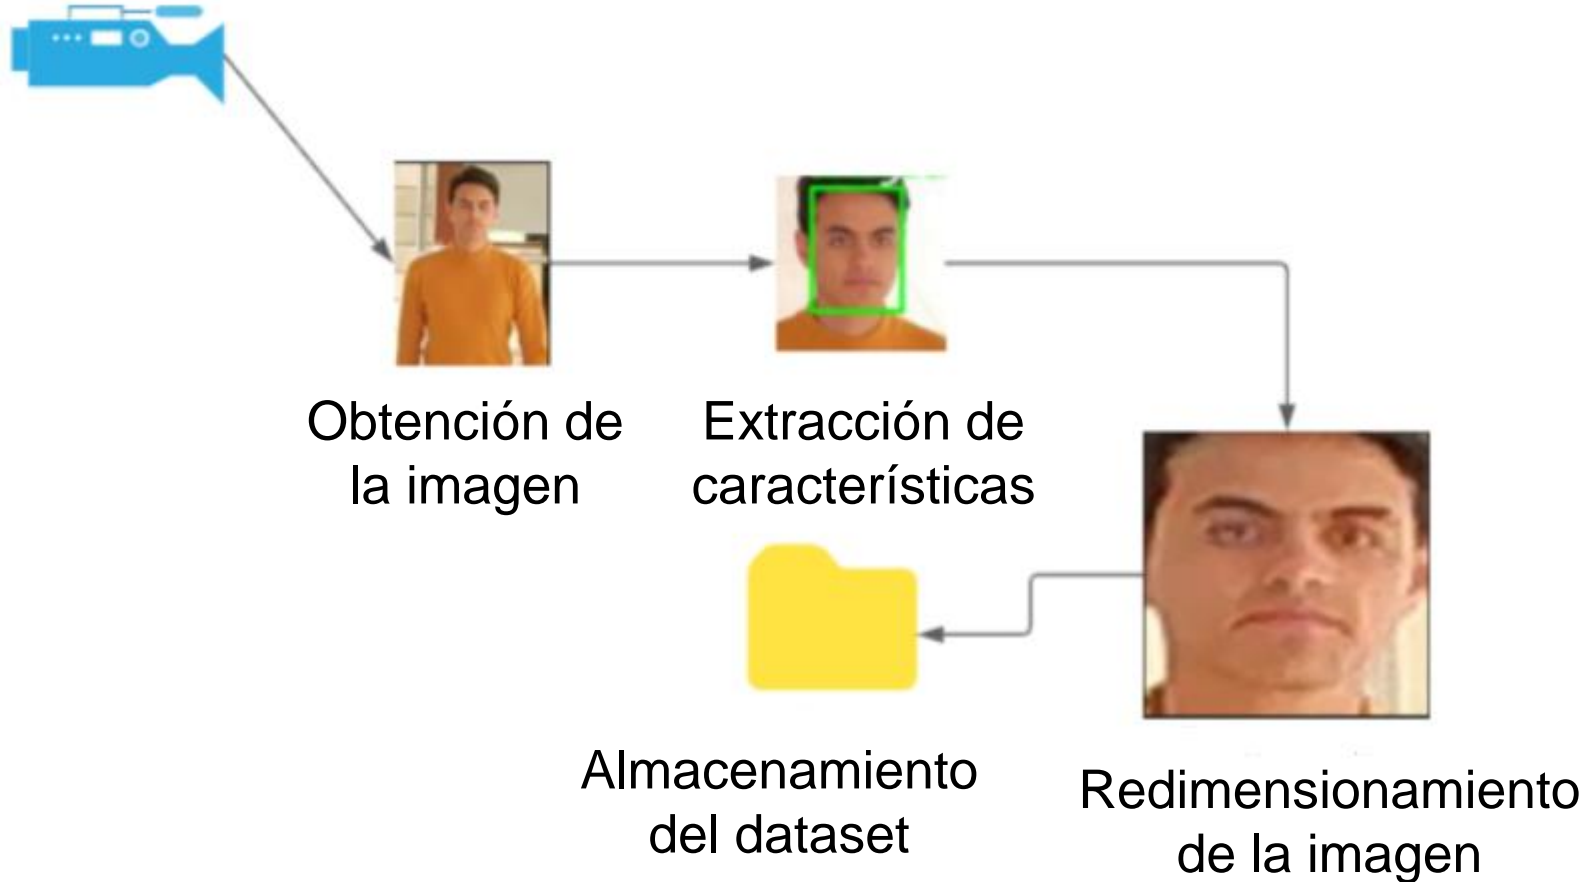 Obtención de
la imagen
Extracción de
características
Almacenamiento
del dataset
Redimensionamiento
de la imagen